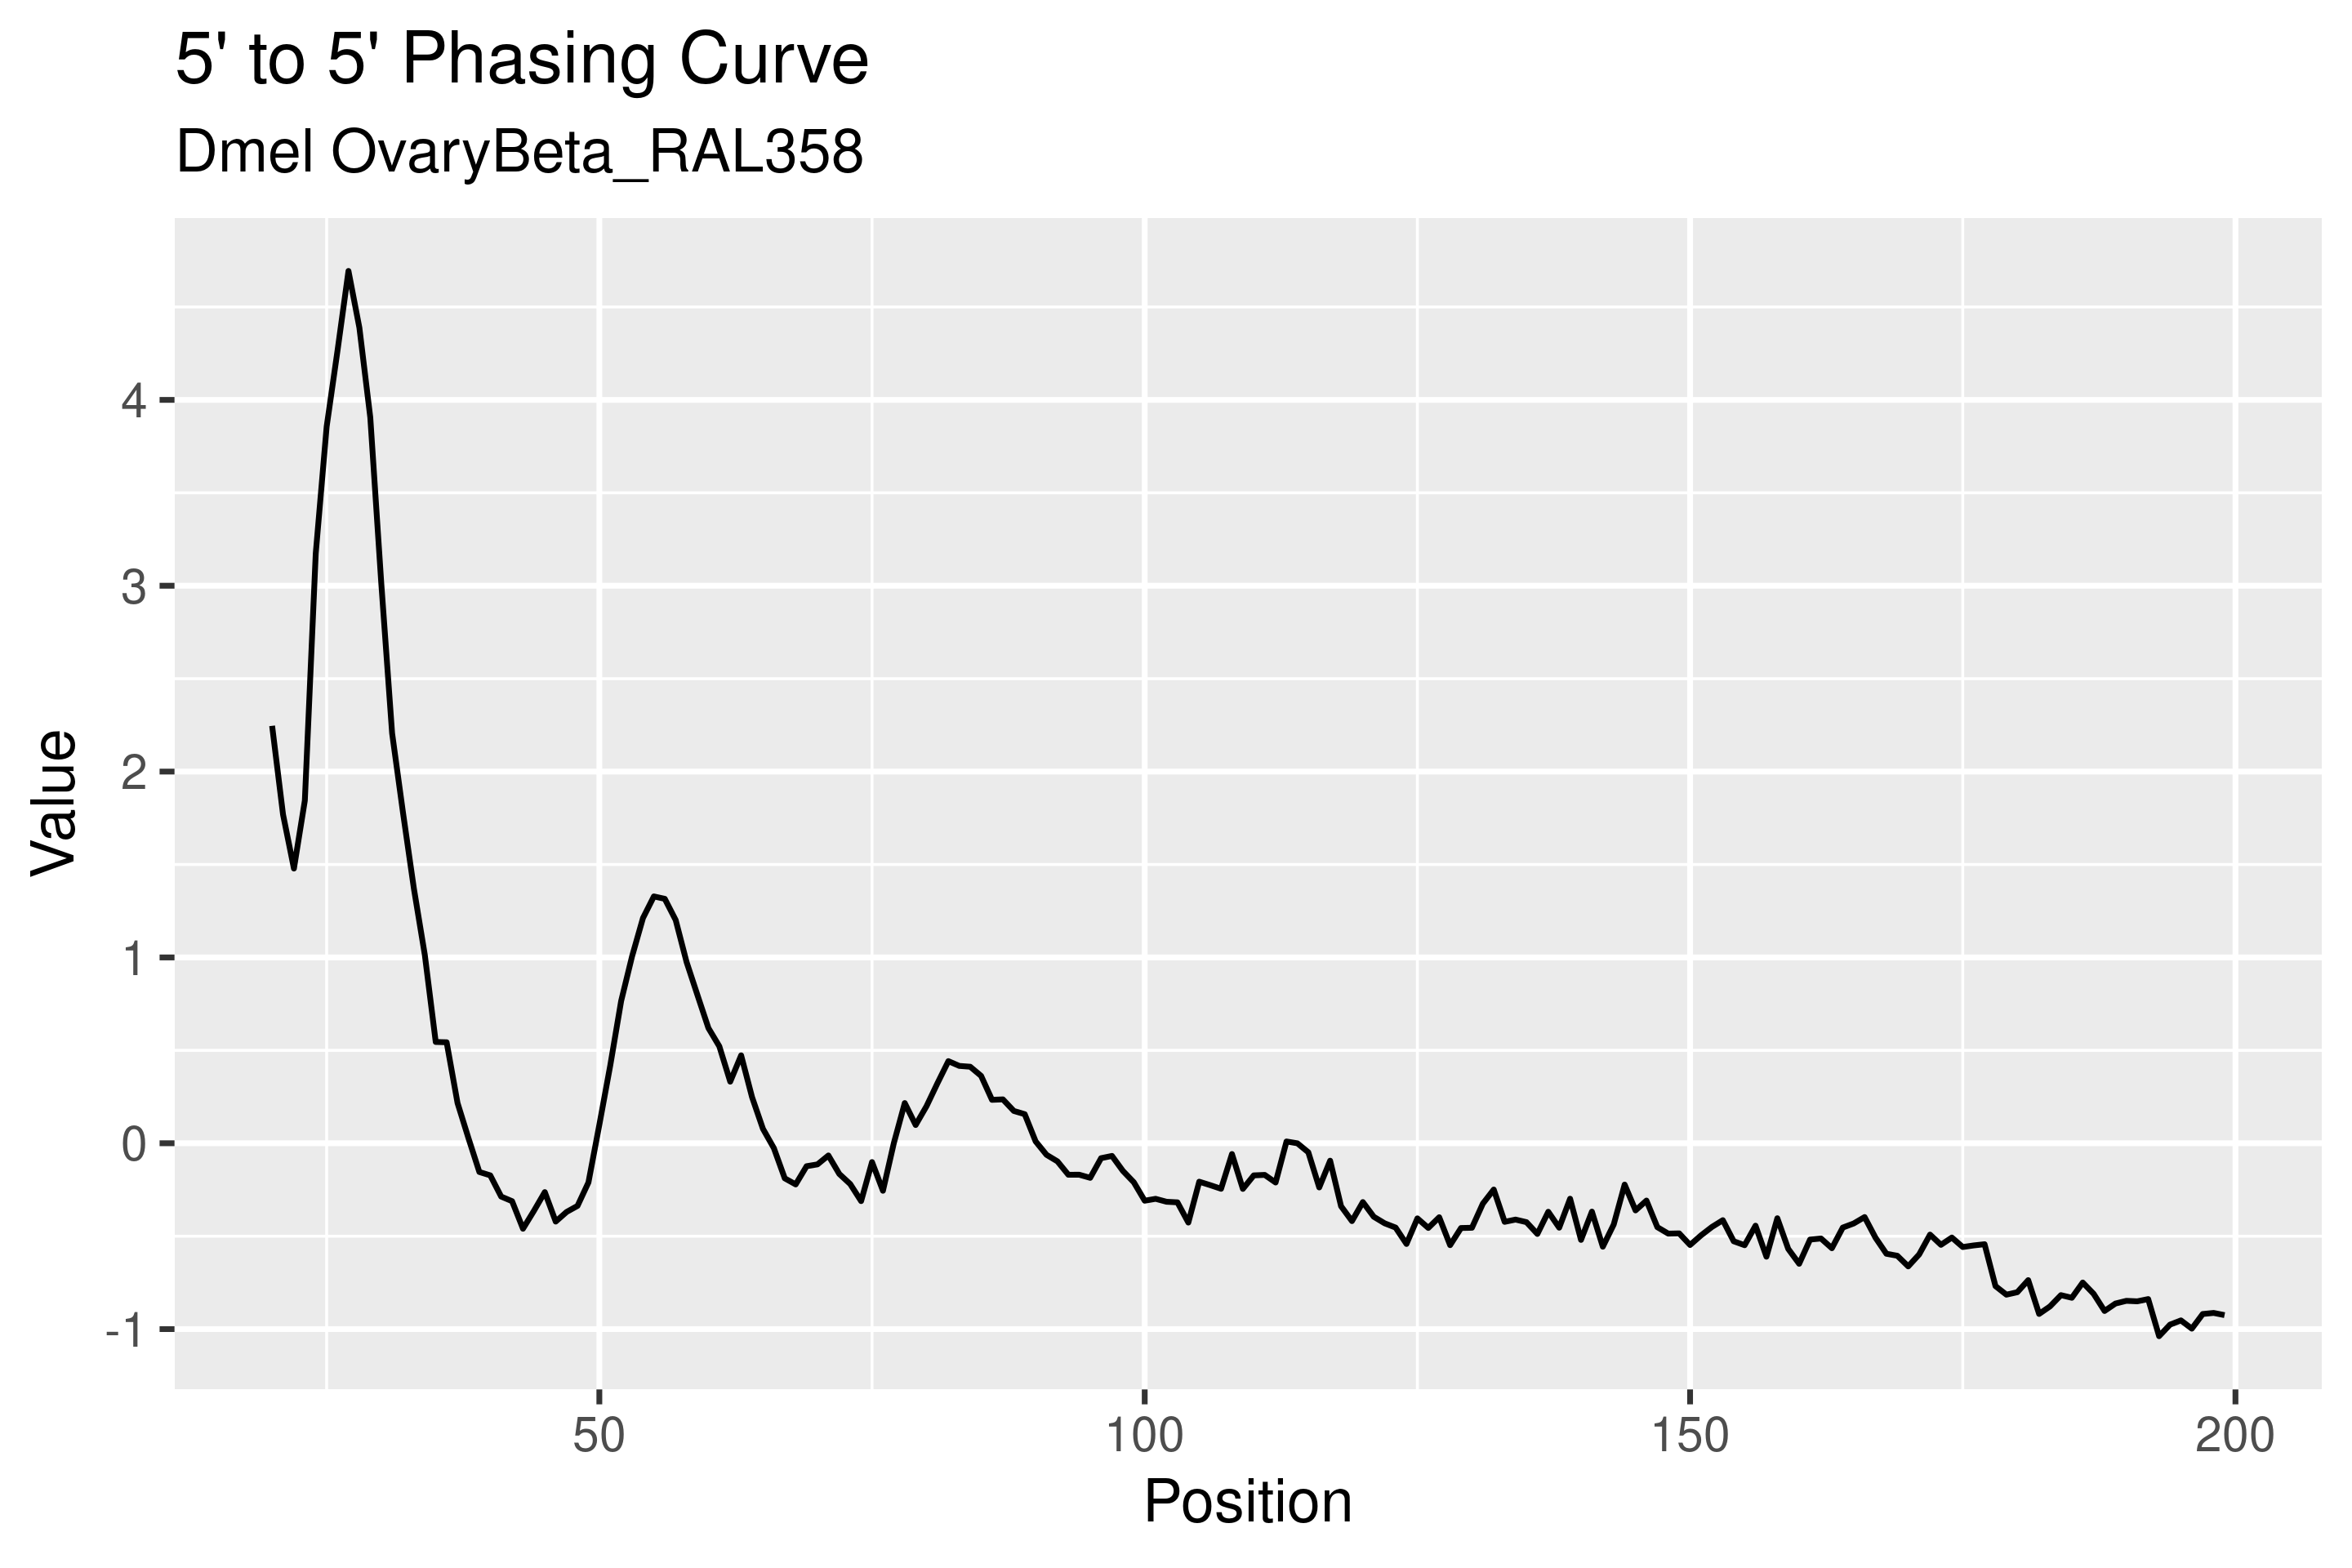 5' to 5' Phasing Curve
Dmel OvaryBeta_RAL358
Value
4
3
2
1
0
-1
50 100 150 200
Position